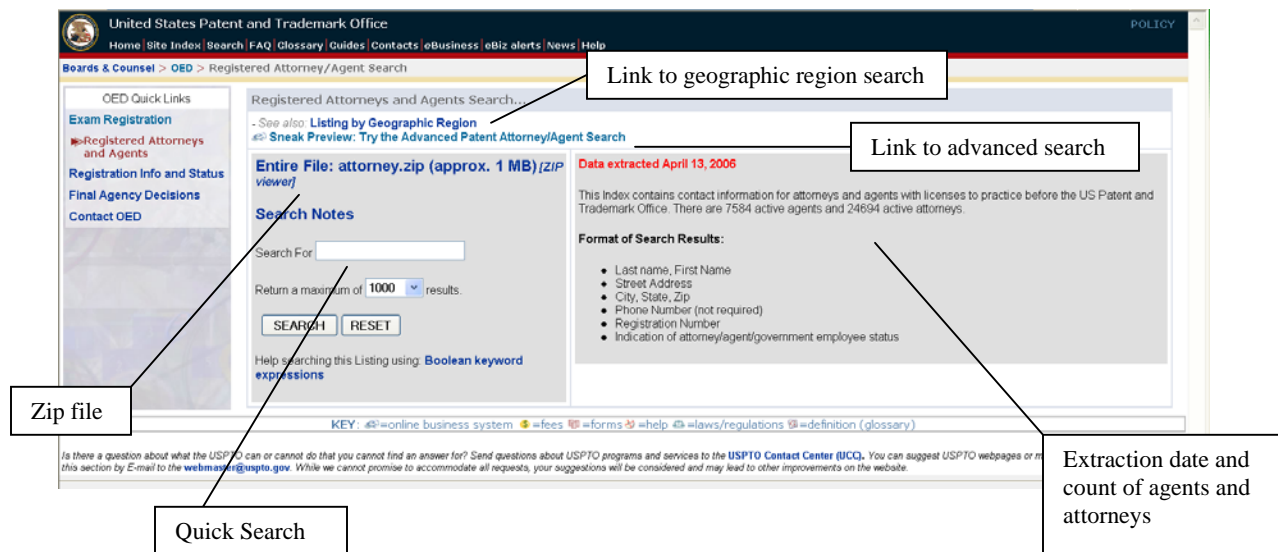 United States Patent and Trademark Office
POLICY
Home|Site Index|Search|FAQ|Glossary|Guides|Contacts|eBusiness|eBiz alerts|News|Help
Boards & Counsel > OED > Registered Attorney/Agent Search
Link to geographic region search
OED Quick Links
Exam Registration
Registered Attorneys
and Agents
Registration Info and Status
Final Agency Decisions
Contact OED
Registered Attorneys and Agents Search...
- See also: Listing by Geographic Region
Sneak Preview: Try the Advanced Patent Attorney/Agent Search
Link to advanced search
Entire File: attorney.zip (approx. 1 MB) [ZIP
viewer]
Search Notes
Search For
Return a maximum of 1000 results.
SEARCH RESET
Help searching this Listing using: Boolean keyword
expressions
Data extracted April 13, 2006
This Index contains contact information for attorneys and agents with licenses to practice before the US Patent and
Trademark Office. There are 7584 active agents and 24694 active attorneys.
Format of Search Results:
• Last name, First Name
• Street Address
• City, State, Zip
• Phone Number (not required)
• Registration Number
• Indication of attorney/agent/government employee status
Zip file
KEY: =online business system =fees =forms =help =laws/regulations =definition (glossary)
Is there a question about what the USPTO can or cannot do that you cannot find an answer for? Send questions about USPTO programs and services to the USPTO Contact Center (UCC). You can suggest USPTO webpages or
this section by E-mail to the webmaster@uspto.gov. While we cannot promise to accommodate all requests, your suggestions will be considered and may lead to other improvements on the website.
Extraction date and
count of agents and
attorneys
Quick Search